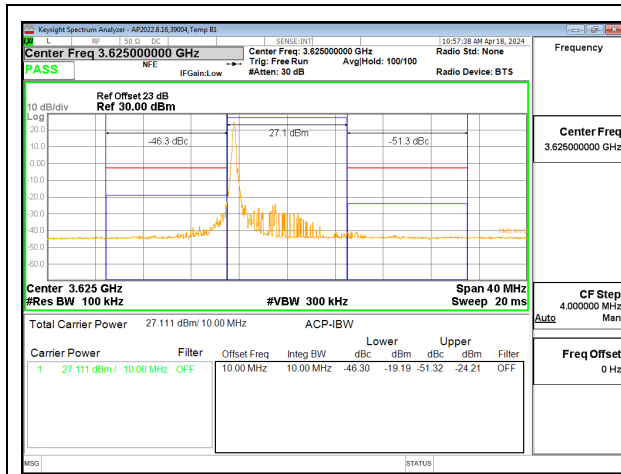 Keysight Spectrum Analyzer - AP2022.8.16,39004,Temp B1
L RF 50 Ω DC SENSE:INT 10:57:38 AM Apr 18, 2024
Center Freq 3.625000000 GHz Center Freq: 3.625000000 GHz Radio Std: None Frequency
NFE Trig: Free Run Avg|Hold: 100/100
PASS IFGain:Low #Atten: 30 dB Radio Device: BTS
Ref Offset 23 dB
10 dB/div Ref 30.00 dBm
Log
20.0
10.0
0.00
-10.0
-20.0
-30.0
-40.0
-50.0
-60.0
-46.3 dBc 27.1 dBm -51.3 dBc
RMS AVG
Center 3.625 GHz Span 40 MHz
#Res BW 100 kHz #VBW 300 kHz Sweep 20 ms
Total Carrier Power 27.111 dBm/ 10.00 MHz ACP-IBW
Lower Upper
Carrier Power Filter Offset Freq Integ BW dBc dBm dBc dBm Filter
1 27.111 dBm / 10.00 MHz OFF 10.00 MHz 10.00 MHz -46.30 -19.19 -51.32 -24.21 OFF
Center Freq
3.625000000 GHz
CF Step
4.000000 MHz
Auto Man
Freq Offset
0 Hz
MSG STATUS